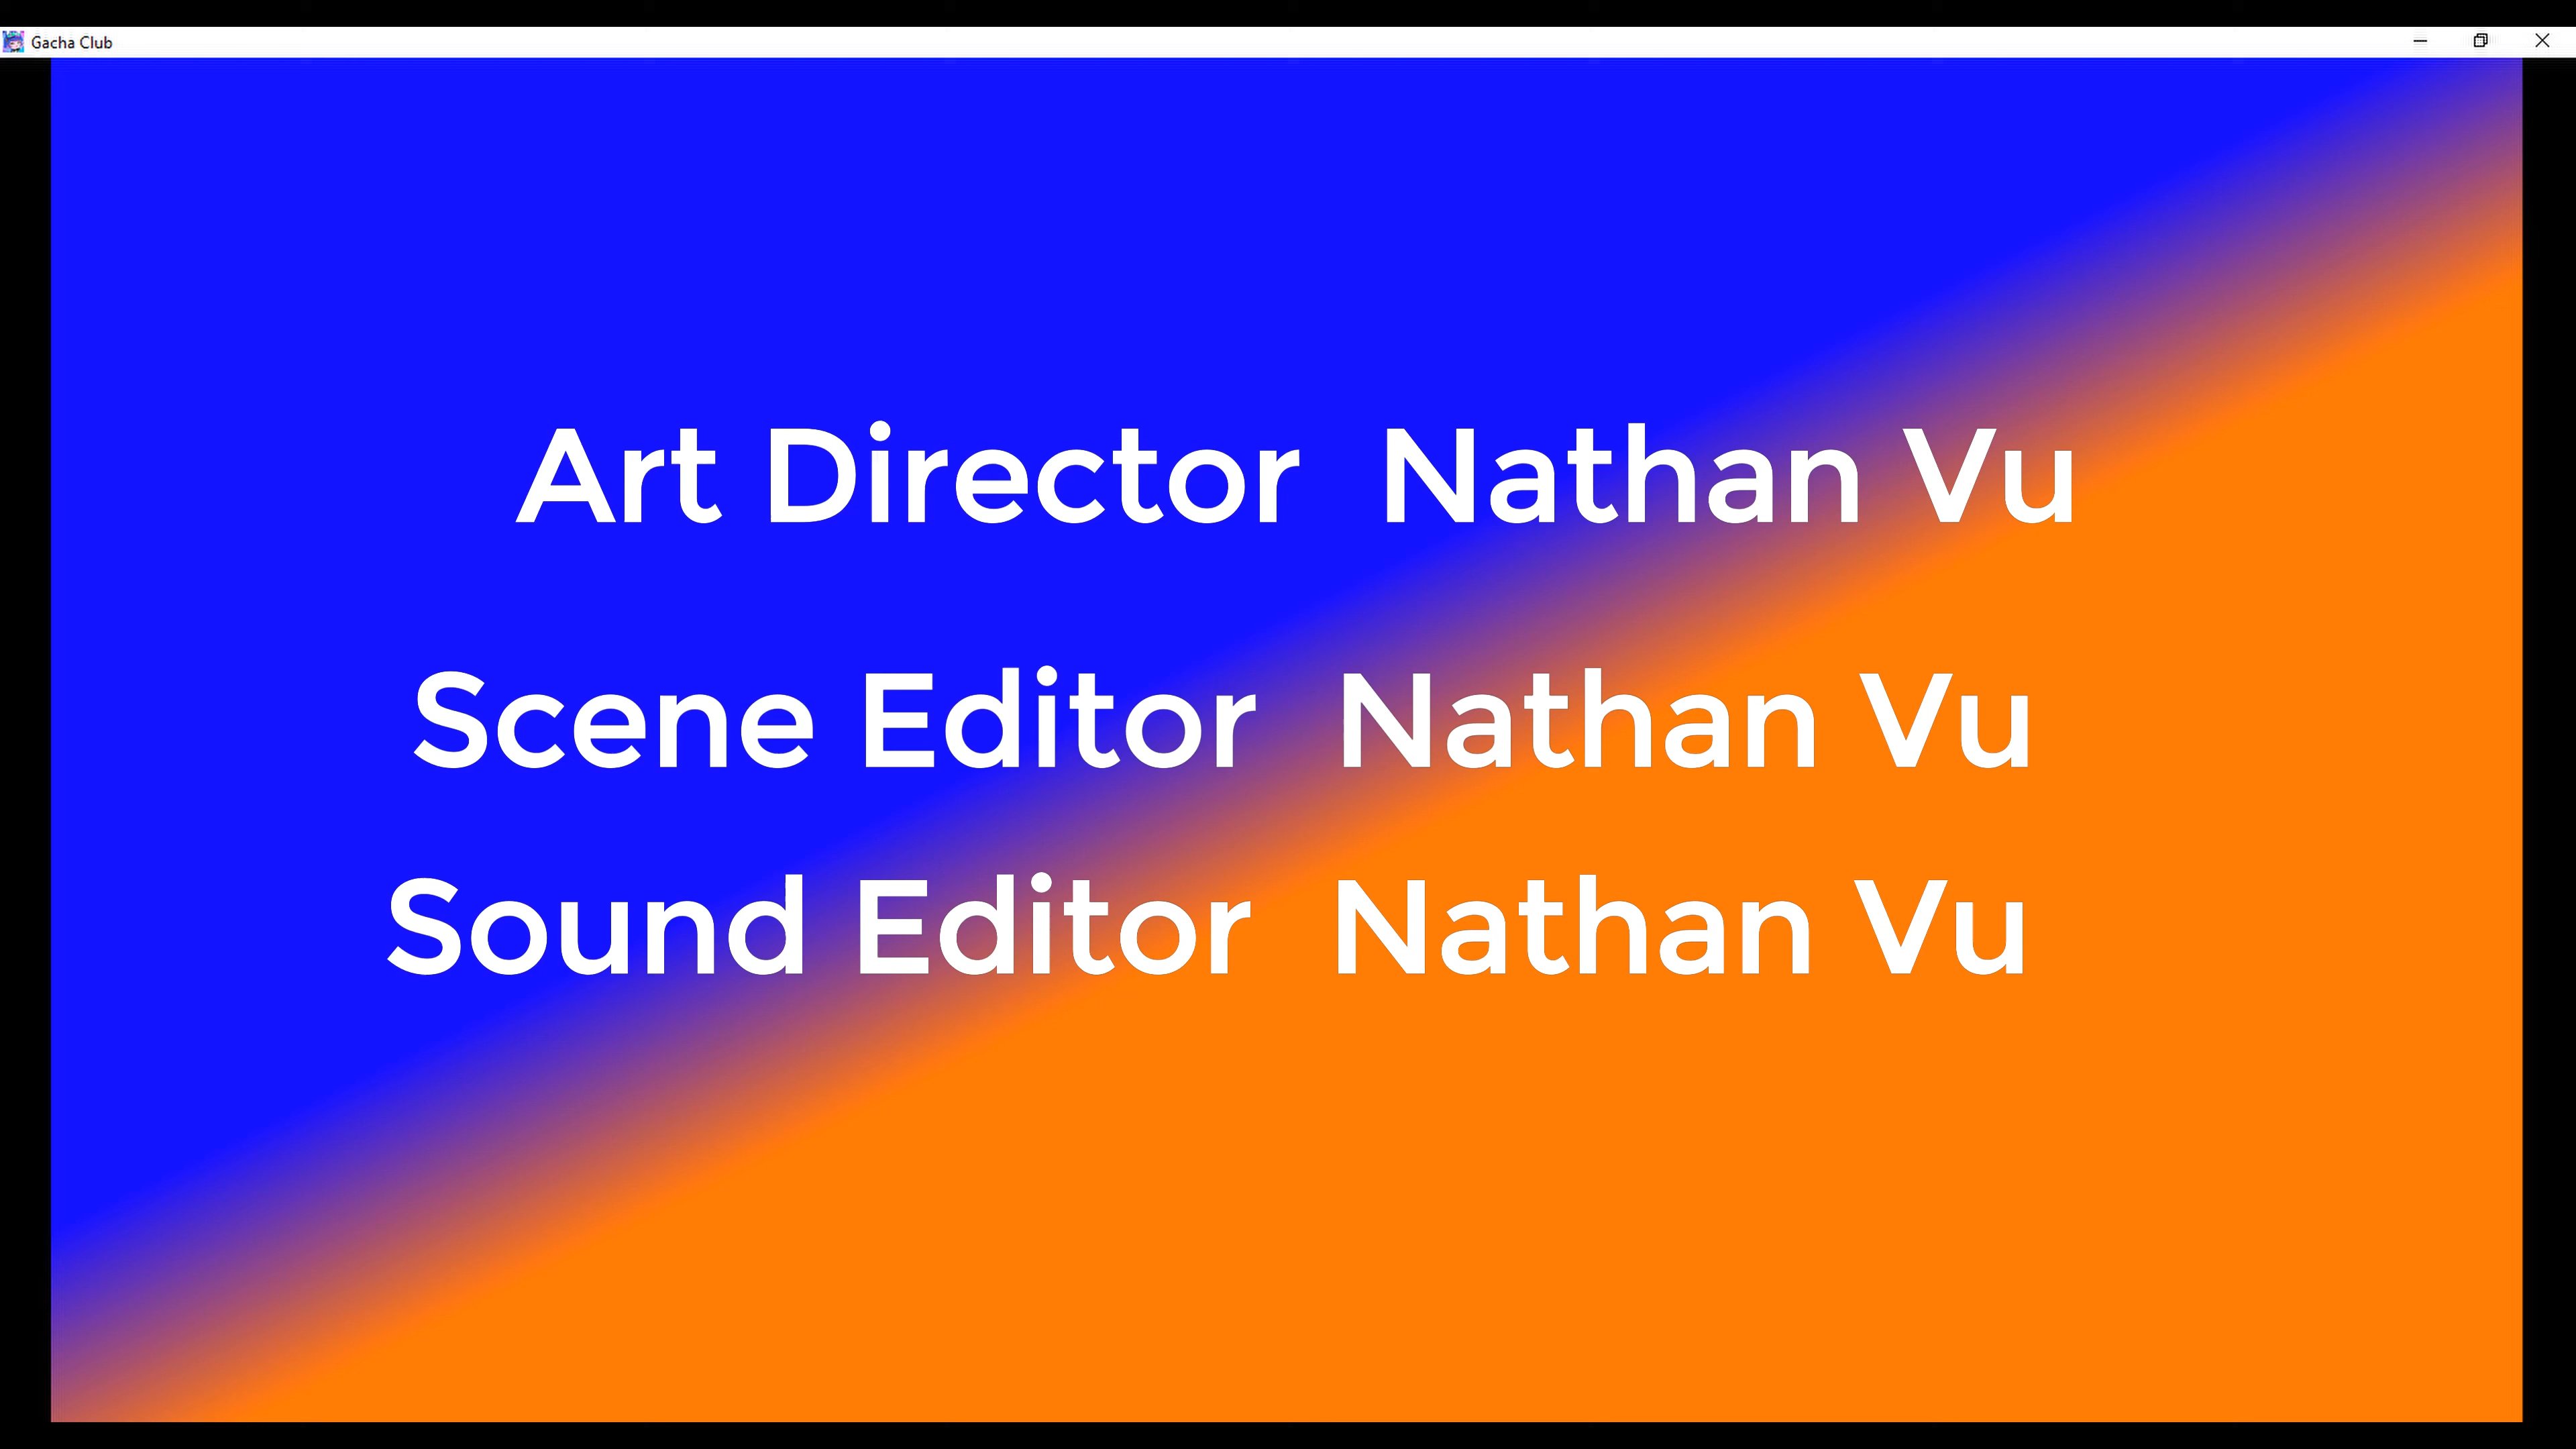 Gacha Club
Art Director  Nathan Vu
Scene Editor  Nathan Vu
Sound Editor  Nathan Vu